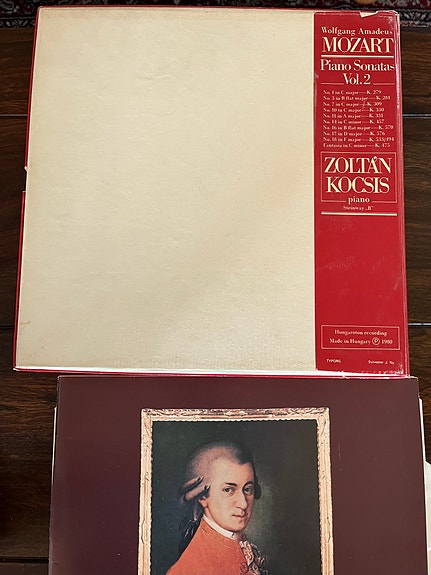 Wolfgang Amadeus
MOZART
Piano Sonatas
Vol. 2
No. 1 in C major—K. 279
No. 3 in B flat major—K. 281
No. 7 in C major—K. 309
No. 10 in C major—K. 330
No. 11 in A major—K. 331
No. 14 in C minor—K. 457
No. 16 in B flat major—K. 570
No. 17 in D major—K. 576
No. 18 in F major—K. 533/494
Fantasia in C minor—K. 475
ZOLTÁN
KOCSIS
piano
Steinway „B”
Hungaroton recording
Made in Hungary Ⓟ 1980
TYPOPRG